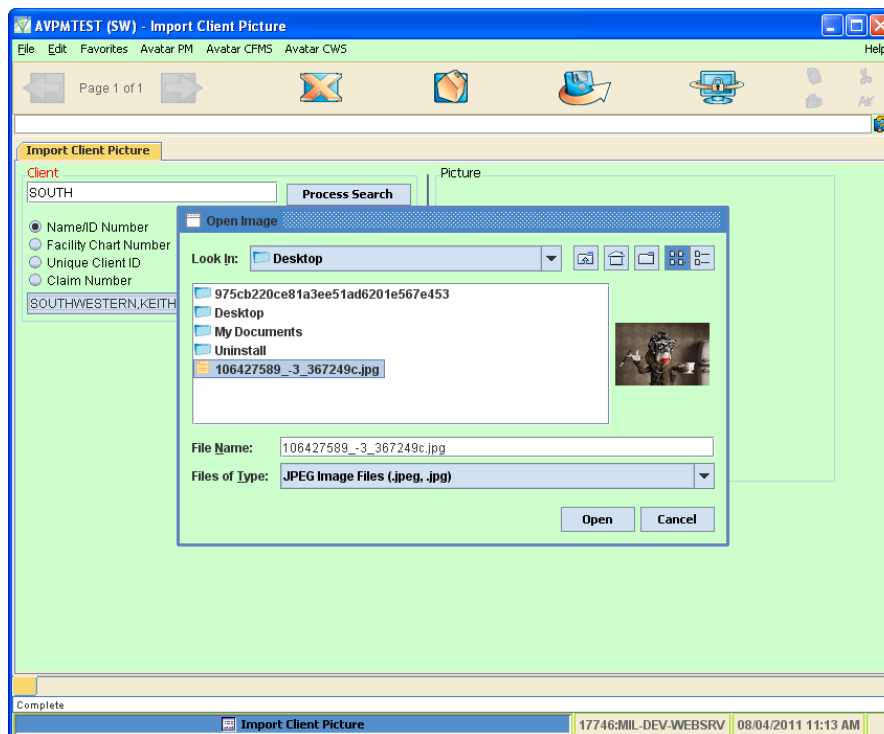 AVPMTEST (SW) - Import Client Picture
File Edit Favorites Avatar PM Avatar CFMS Avatar CWS Help
Page 1 of 1
Import Client Picture
Client
Picture
SOUTH
Process Search
Name/ID Number
Facility Chart Number
Unique Client ID
Claim Number
SOUTHWESTERN,KEITH
Open Image
Look In: Desktop
975cb220ce81a3ee51ad6201e567e453
Desktop
My Documents
Uninstall
106427589_-3_367249c.jpg
File Name: 106427589_-3_367249c.jpg
Files of Type: JPEG Image Files (.jpeg, .jpg)
Open Cancel
Complete
Import Client Picture 17746:MIL-DEV-WEBSRV 08/04/2011 11:13 AM